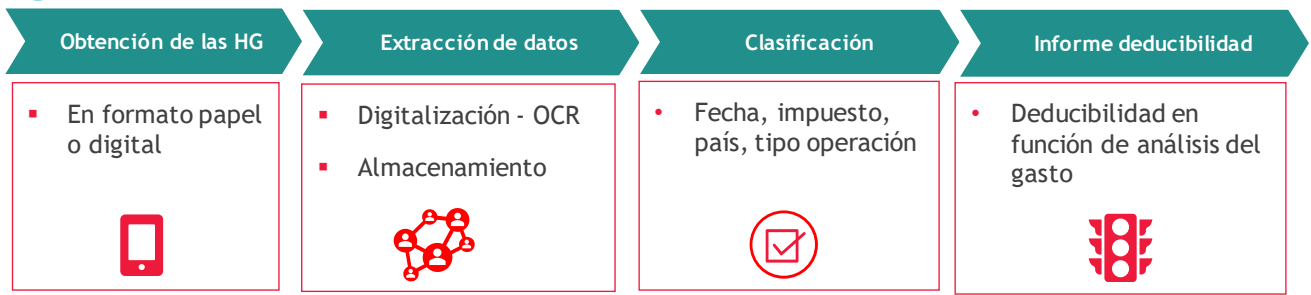 Obtención de las HG
Extracción de datos
Clasificación
Informe deducibilidad
En formato papel
o digital
Digitalización - OCR
Almacenamiento
Fecha, impuesto,
país, tipo operación
Deducibilidad en
función de análisis del
gasto